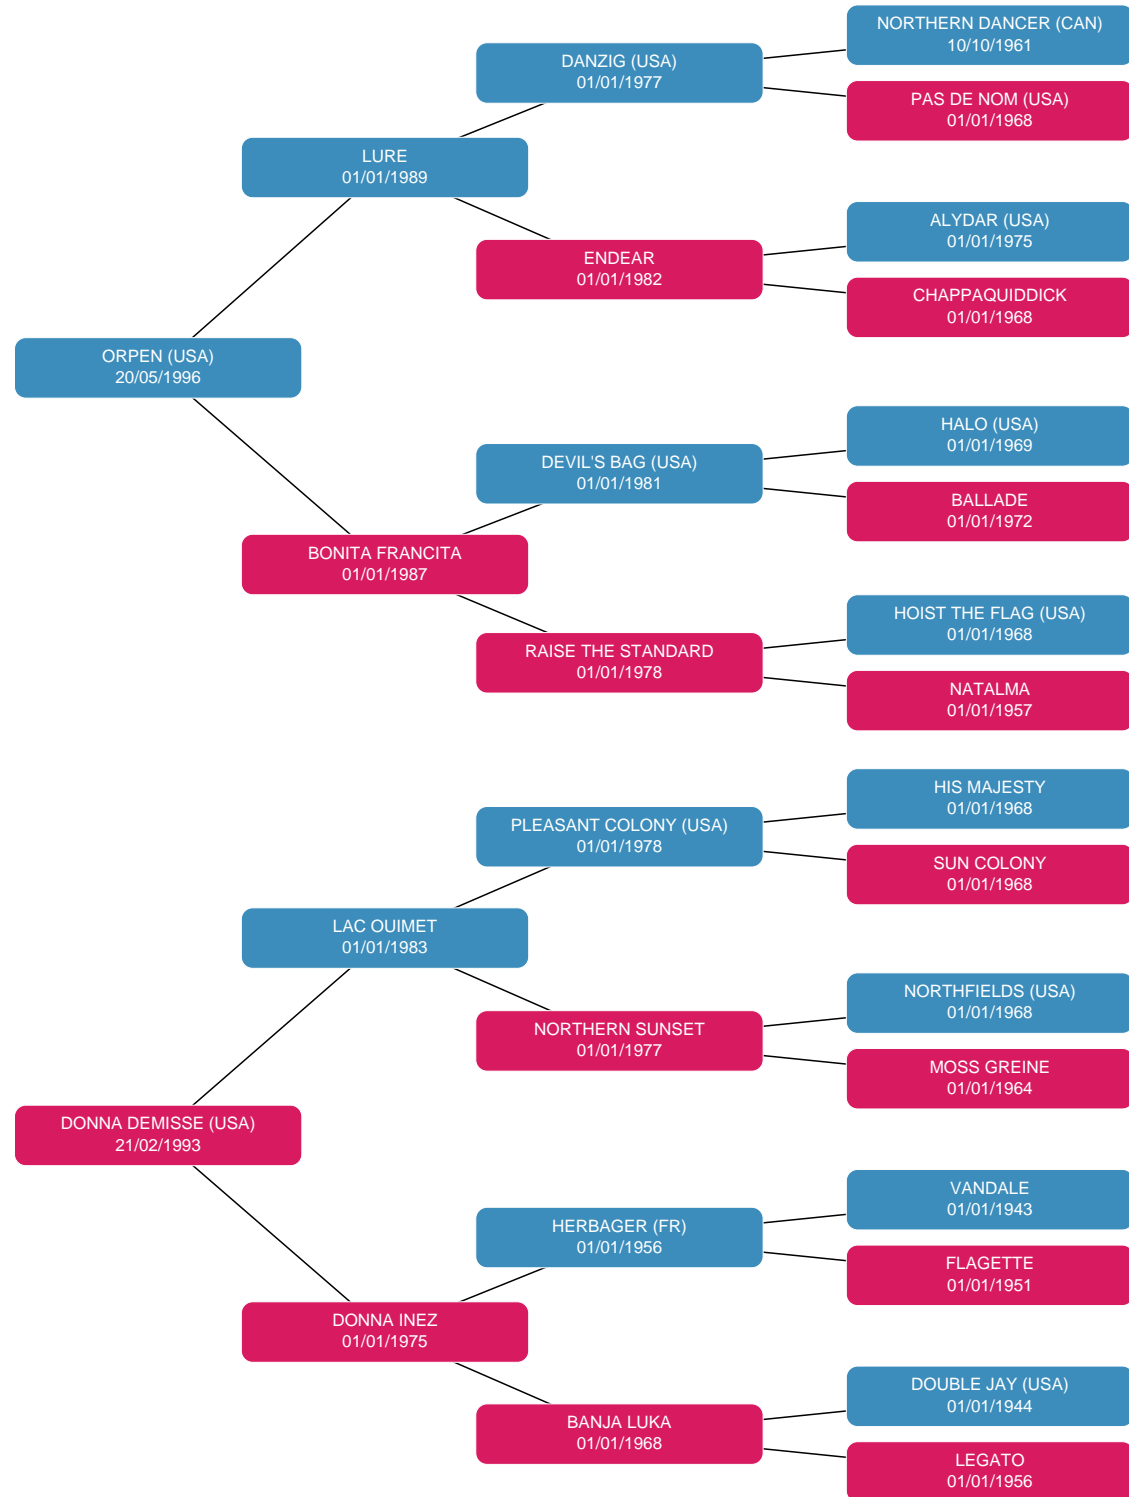 NORTHERN DANCER (CAN)
10/10/1961
DANZIG (USA)
01/01/1977
PAS DE NOM (USA)
01/01/1968
LURE
01/01/1989
ALYDAR (USA)
01/01/1975
ENDEAR
01/01/1982
CHAPPAQUIDDICK
01/01/1968
ORPEN (USA)
20/05/1996
HALO (USA)
01/01/1969
DEVIL'S BAG (USA)
01/01/1981
BALLADE
01/01/1972
BONITA FRANCITA
01/01/1987
HOIST THE FLAG (USA)
01/01/1968
RAISE THE STANDARD
01/01/1978
NATALMA
01/01/1957
HIS MAJESTY
01/01/1968
PLEASANT COLONY (USA)
01/01/1978
SUN COLONY
01/01/1968
LAC OUIMET
01/01/1983
NORTHFIELDS (USA)
01/01/1968
NORTHERN SUNSET
01/01/1977
MOSS GREINE
01/01/1964
DONNA DEMISSE (USA)
21/02/1993
VANDALE
01/01/1943
HERBAGER (FR)
01/01/1956
FLAGETTE
01/01/1951
DONNA INEZ
01/01/1975
DOUBLE JAY (USA)
01/01/1944
BANJA LUKA
01/01/1968
LEGATO
01/01/1956